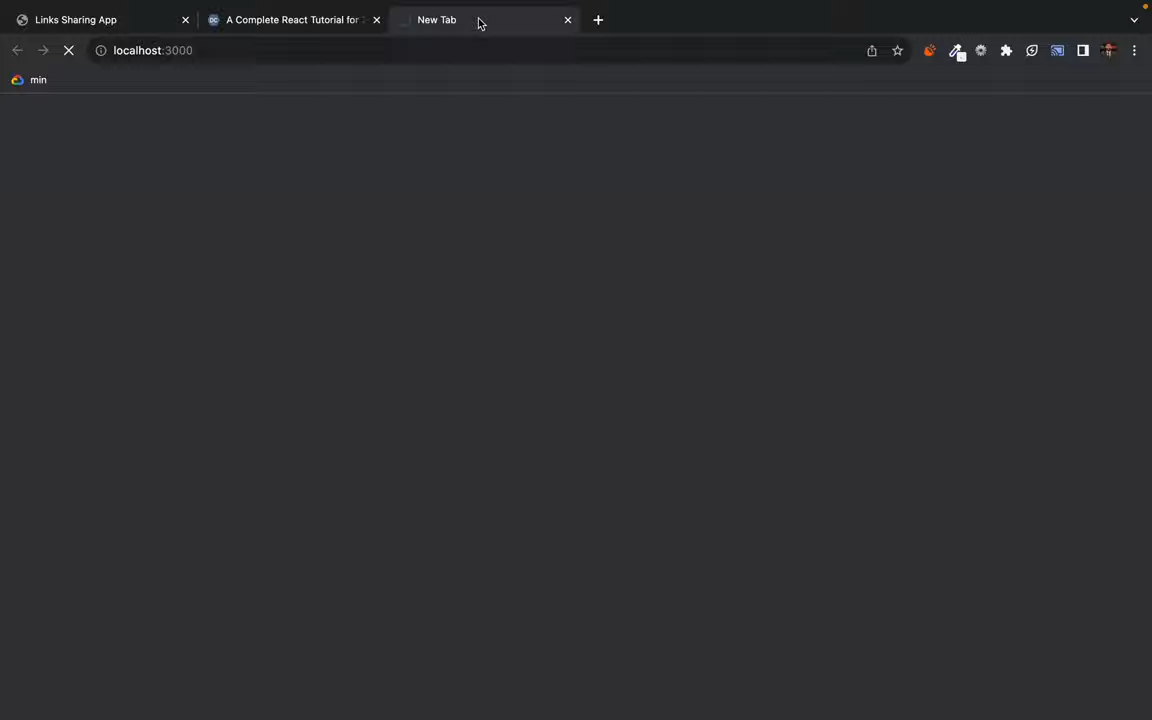 Links Sharing App
A Complete React Tutorial for
New Tab
localhost:3000
min